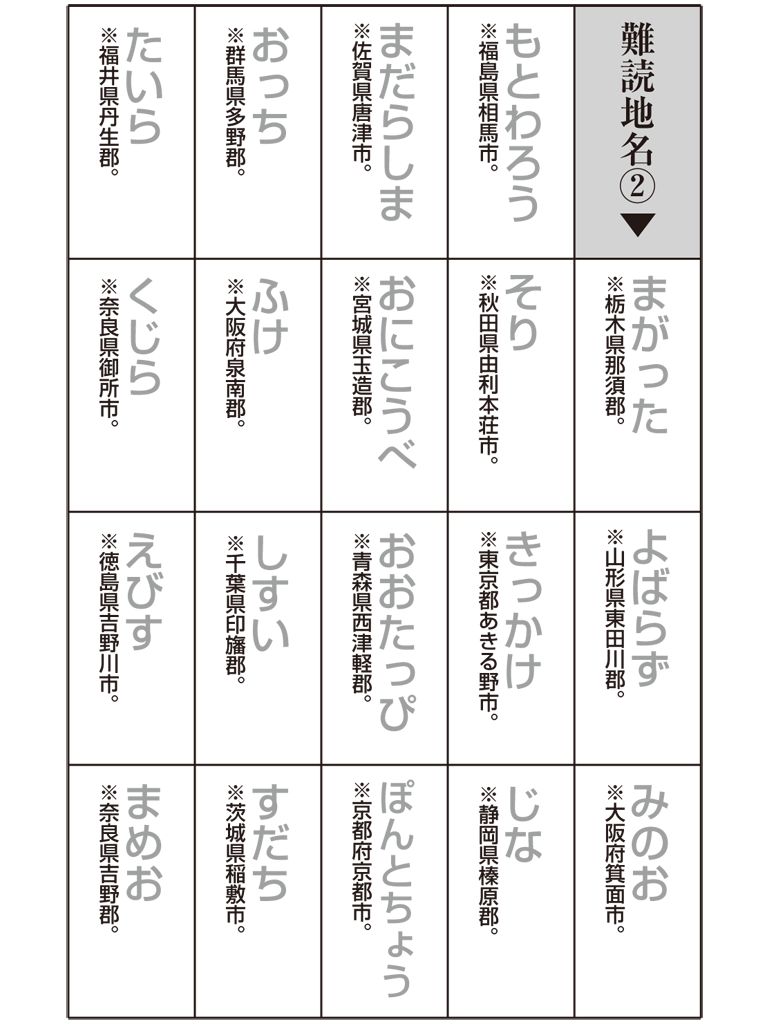 難読地名②▼
まがった
※栃木県那須郡。
よばらず
※山形県東田川郡。
みのお
※大阪府箕面市。
もとわろう
※福島県相馬市。
そり
※秋田県由利本荘市。
きっかけ
※東京都あきる野市。
じな
※静岡県榛原郡。
まだらしま
※佐賀県唐津市。
おにこうべ
※宮城県玉造郡。
おおたっぴ
※青森県西津軽郡。
ぽんとちょう
※京都府京都市。
おっち
※群馬県多野郡。
ふけ
※大阪府泉南郡。
しすい
※千葉県印旛郡。
すだち
※茨城県稲敷市。
たいら
※福井県丹生郡。
くじら
※奈良県御所市。
えびす
※徳島県吉野川市。
まめお
※奈良県吉野郡。